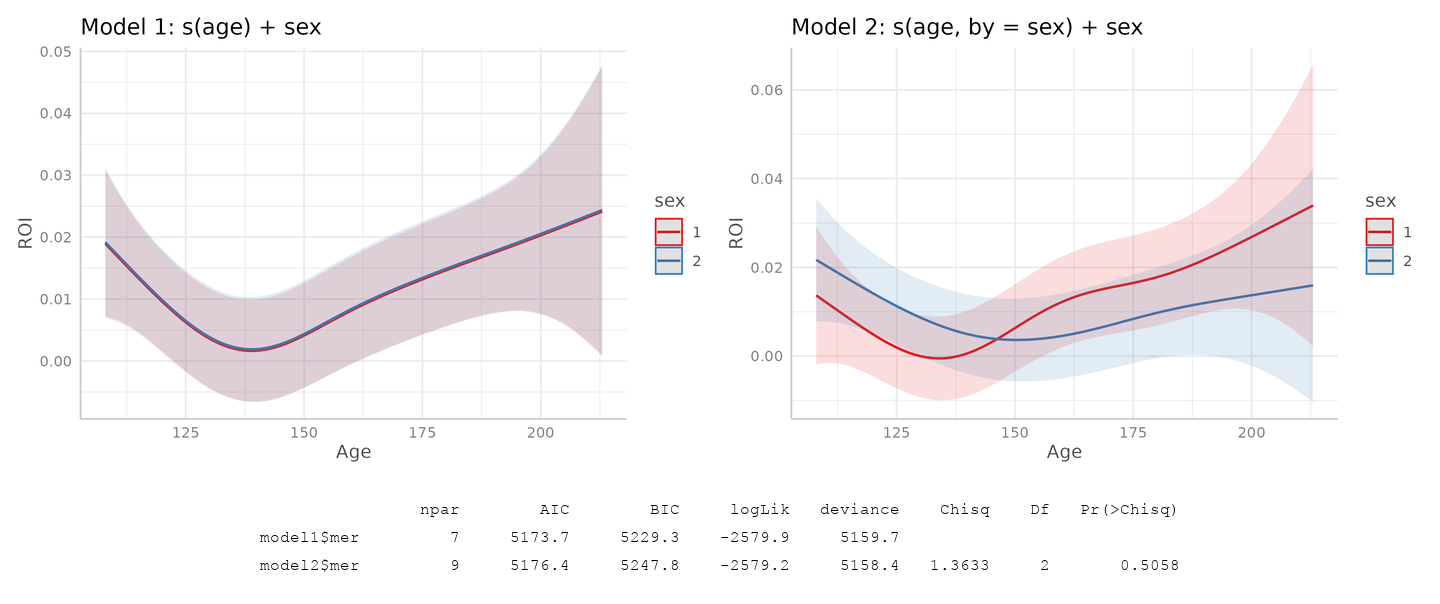 Model 1: s(age) + sex
0.05
0.04
0.03
0.02
0.01
0.00
ROI
125 150 175 200
Age
sex
1
2
Model 2: s(age, by = sex) + sex
0.06
0.04
0.02
0.00
ROI
125 150 175 200
Age
sex
1
2
npar AIC BIC logLik deviance Chisq Df Pr(>Chisq)
model1$mer 7 5173.7 5229.3 -2579.9 5159.7
model2$mer 9 5176.4 5247.8 -2579.2 5158.4 1.3633 2 0.5058